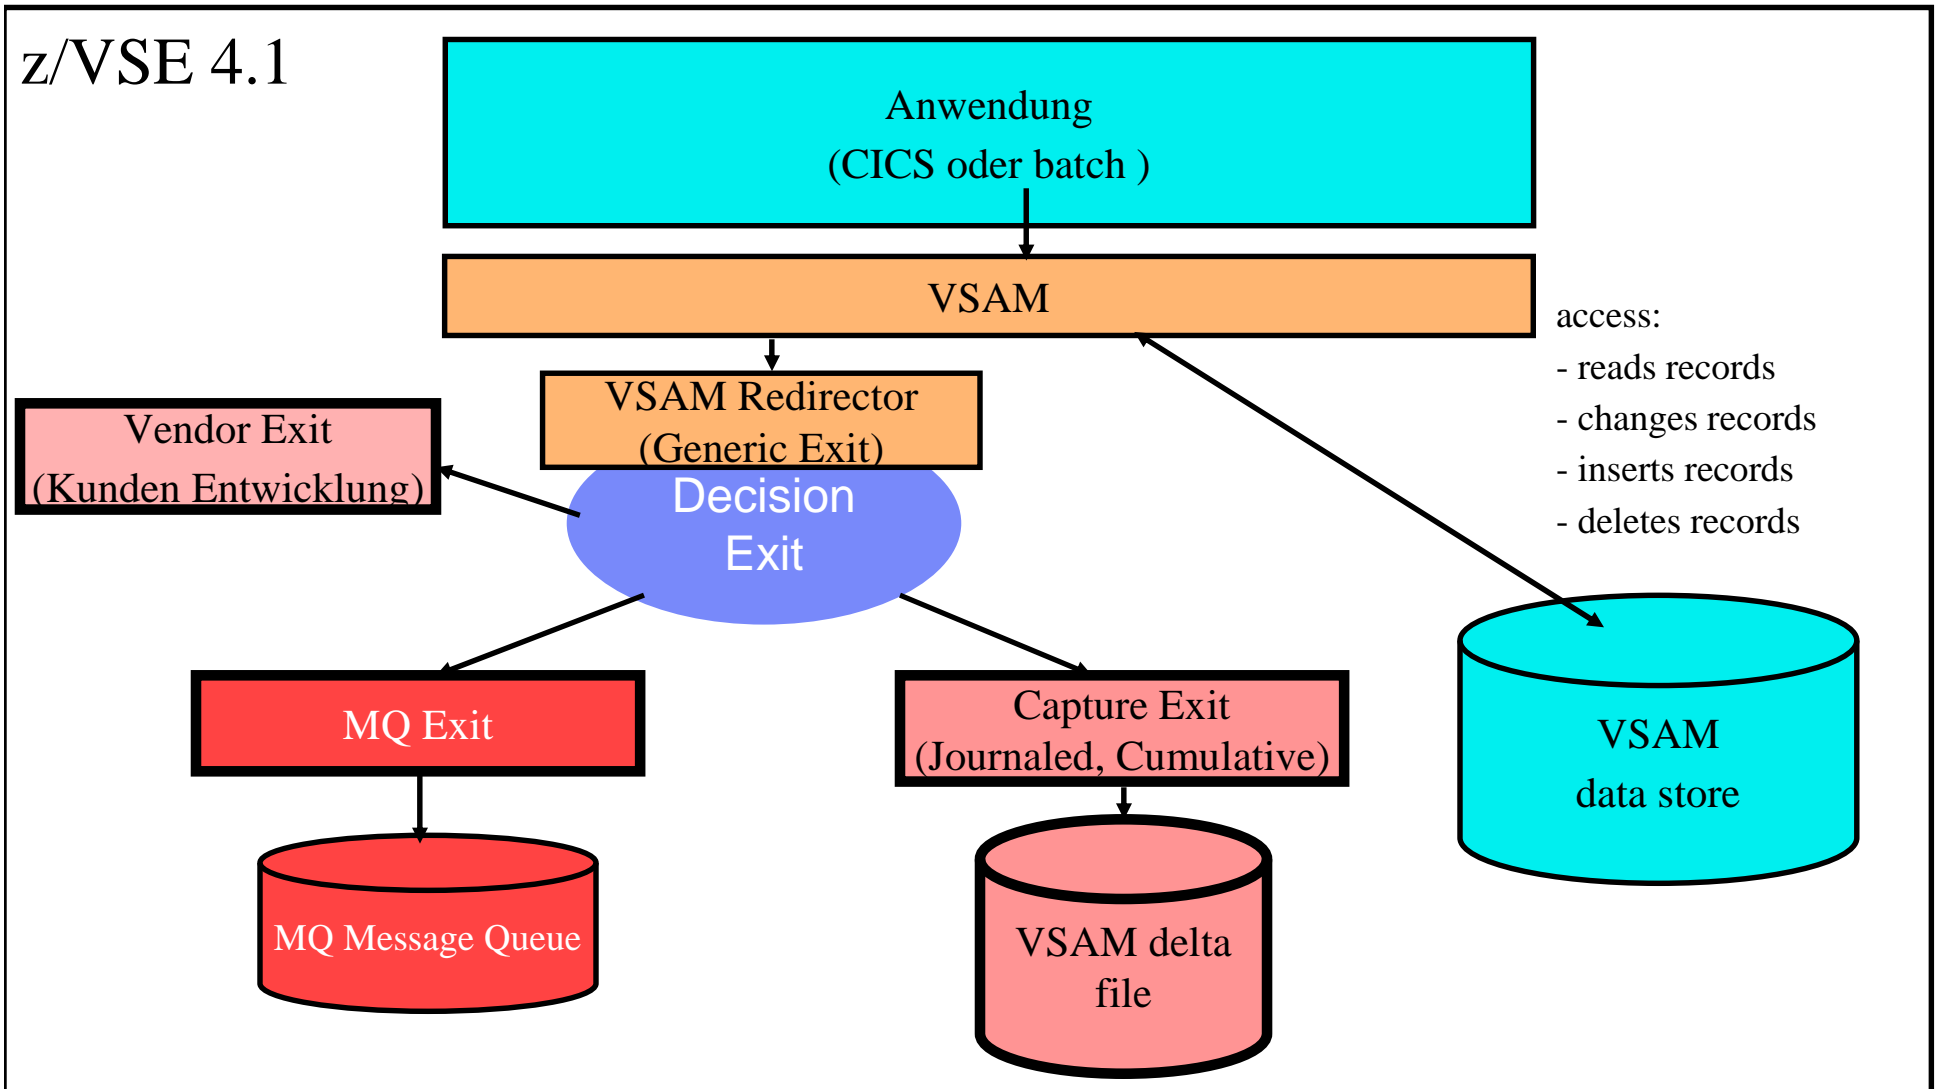 z/VSE 4.1
Anwendung
(CICS oder batch )
VSAM
access:
- reads records
- changes records
- inserts records
- deletes records
VSAM Redirector
(Generic Exit)
Vendor Exit
(Kunden Entwicklung)
Decision
Exit
MQ Exit
Capture Exit
(Journaled, Cumulative)
VSAM
data store
MQ Message Queue
VSAM delta
file